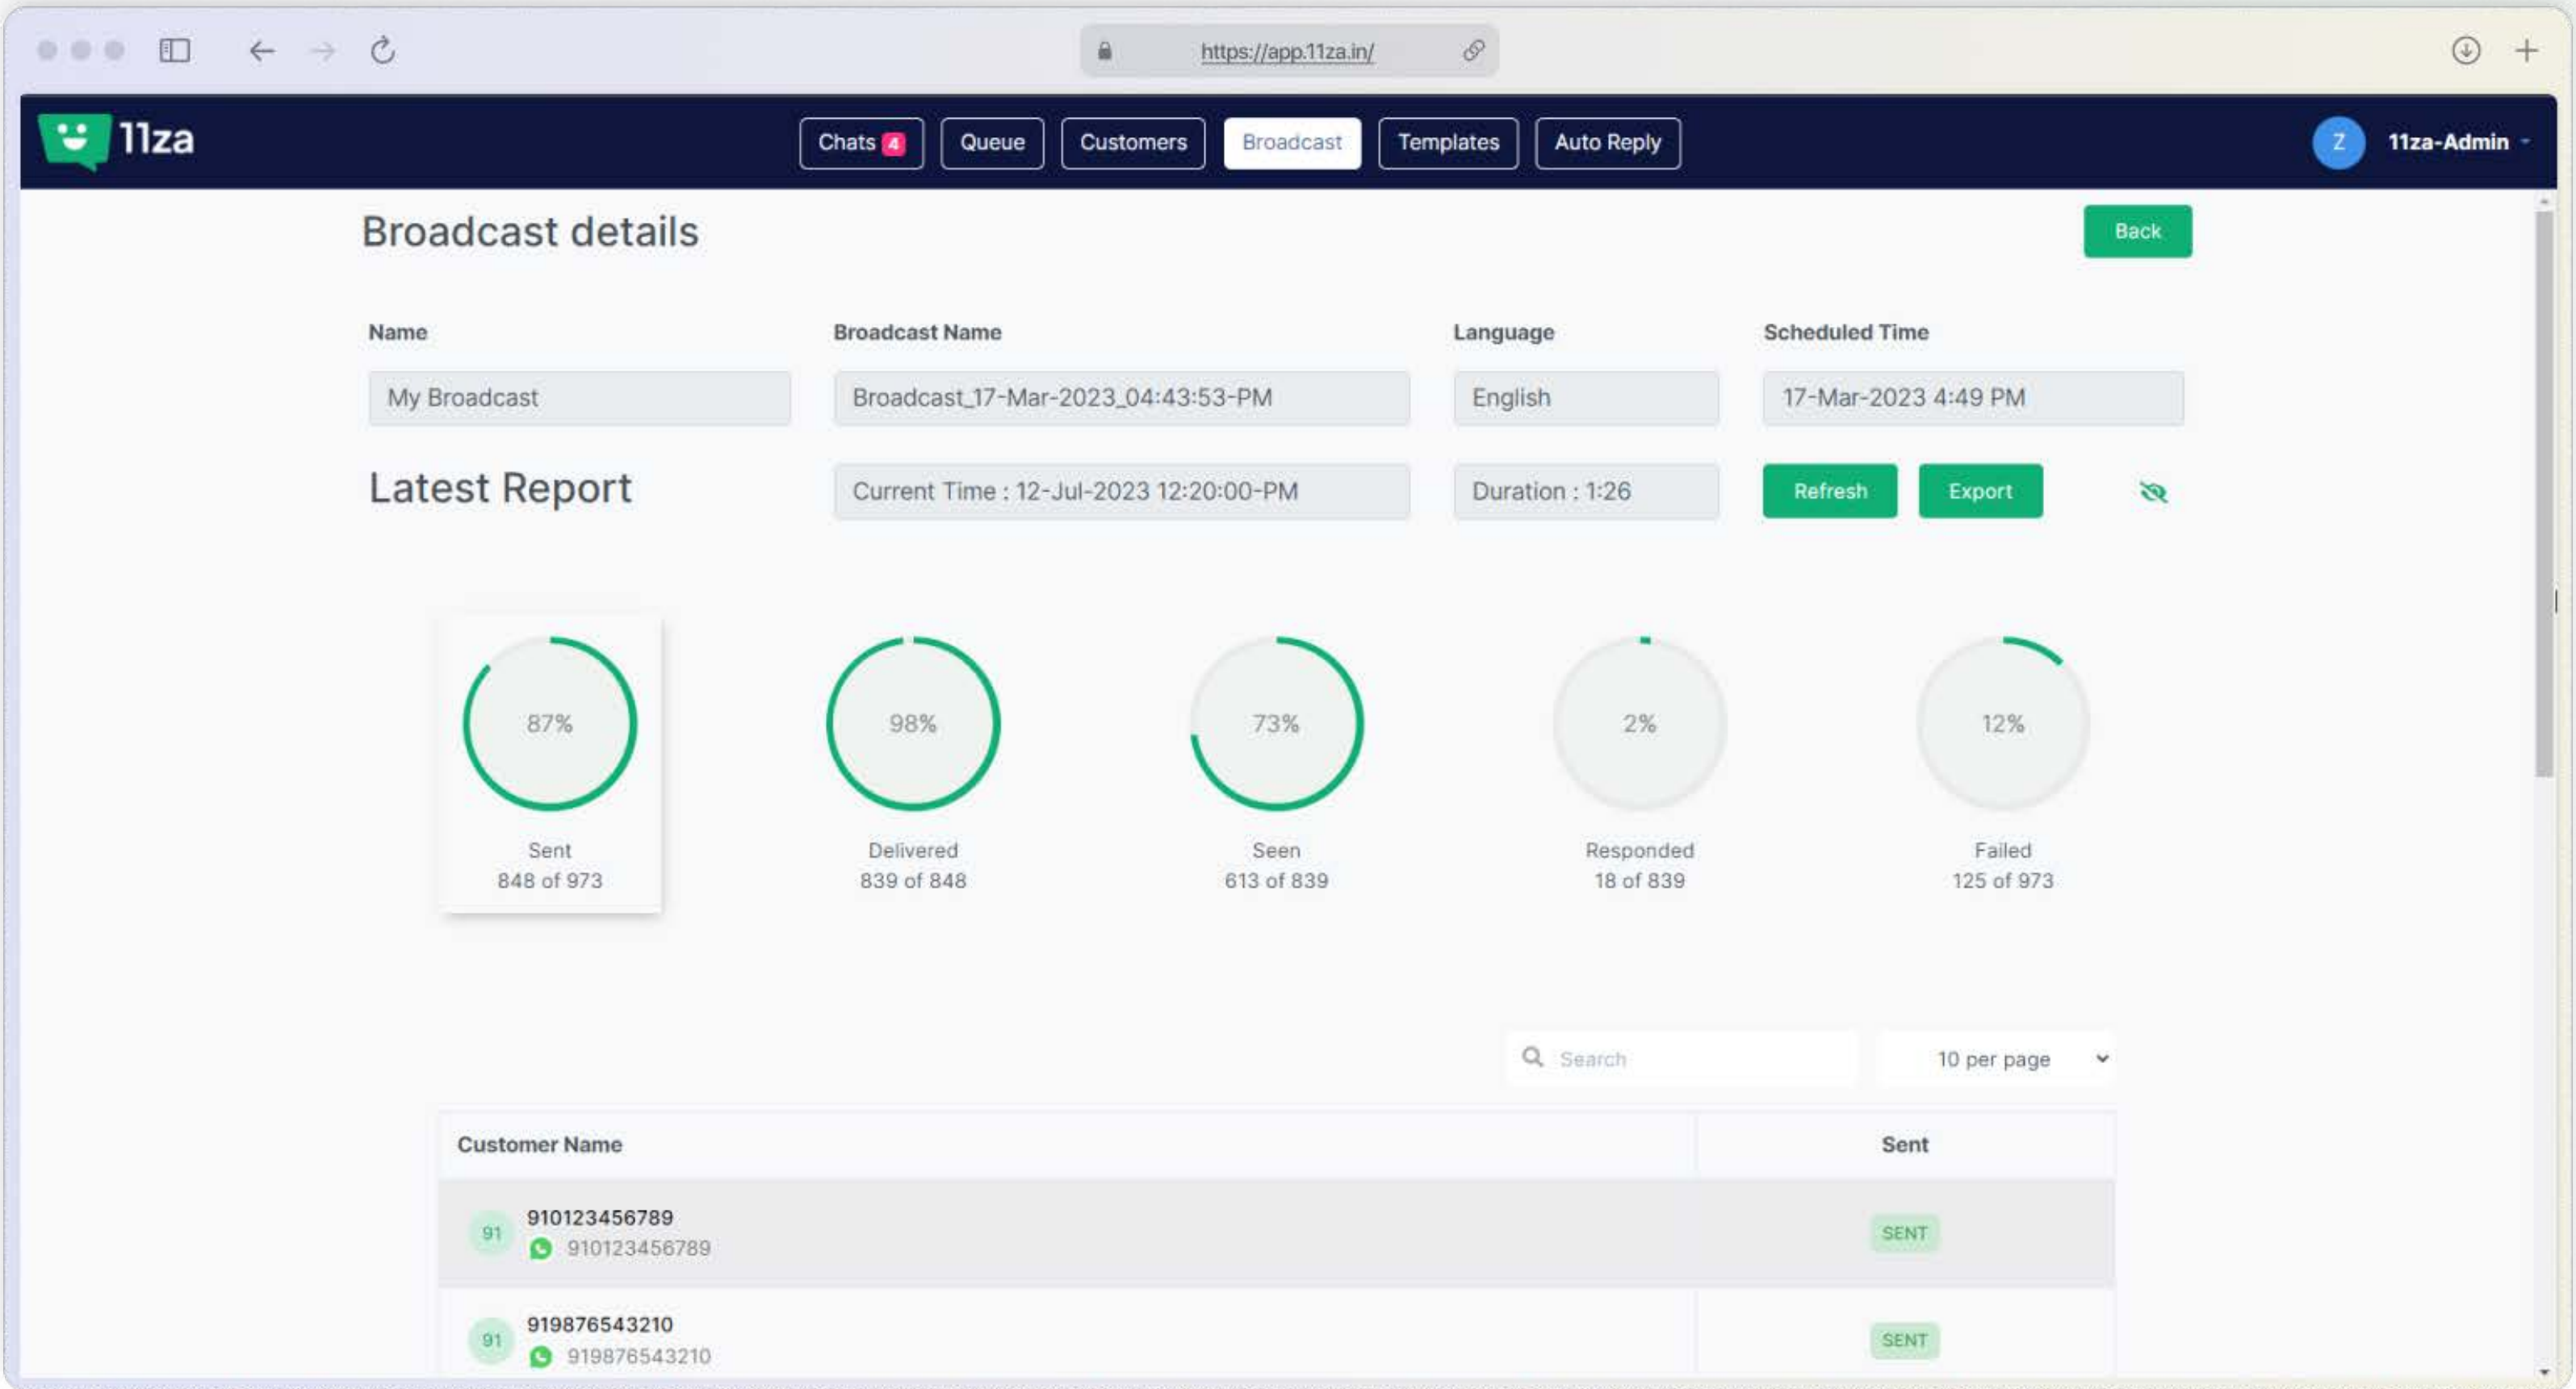 https://app.11za.in/
11za
Chats 4
Queue
Customers
Broadcast
Templates
Auto Reply
Z
11za-Admin
Broadcast details
Back
Name
Broadcast Name
Language
Scheduled Time
My Broadcast
Broadcast_17-Mar-2023_04:43:53-PM
English
17-Mar-2023 4:49 PM
Latest Report
Current Time : 12-Jul-2023 12:20:00-PM
Duration : 1:26
Refresh
Export
87%
98%
73%
2%
12%
Sent
848 of 973
Delivered
839 of 848
Seen
613 of 839
Responded
18 of 839
Failed
125 of 973
Search
10 per page
Customer Name
Sent
91
910123456789
910123456789
SENT
91
919876543210
919876543210
SENT